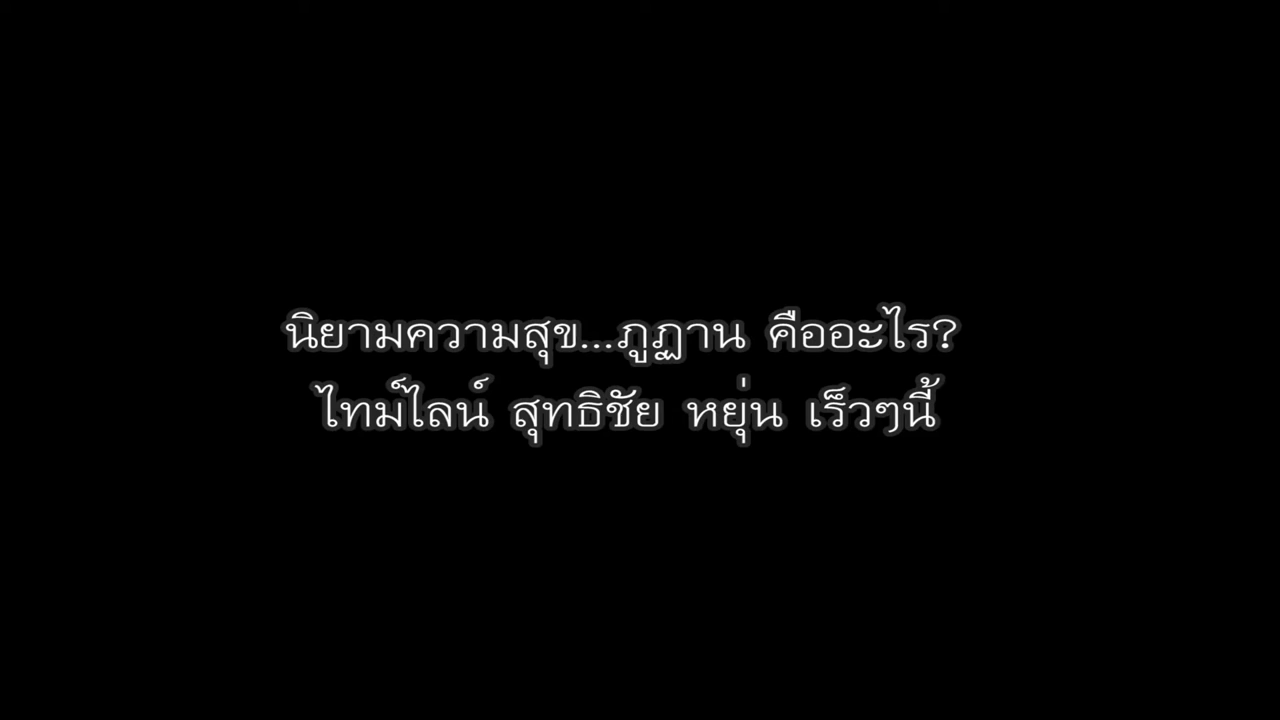 นิยามความสุข...ภูฏาน คืออะไร?
ไทม์ไลน์ สุทธิชัย หยุ่น เร็วๆนี้